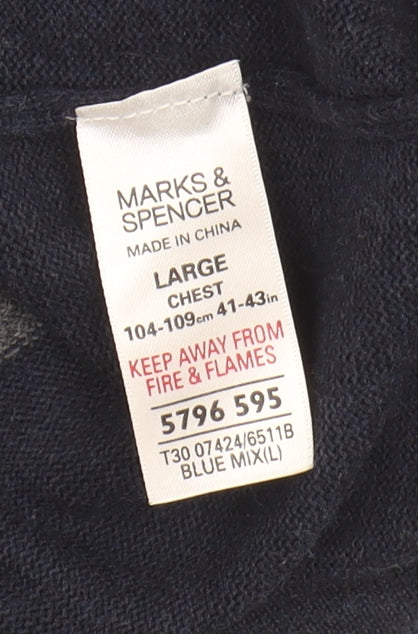 MARKS &
SPENCER
MADE IN CHINA
LARGE
CHEST
104-109cm 41-43in
KEEP AWAY FROM
FIRE & FLAMES
5796 595
T30 07424/6511B
BLUE MIX(L)